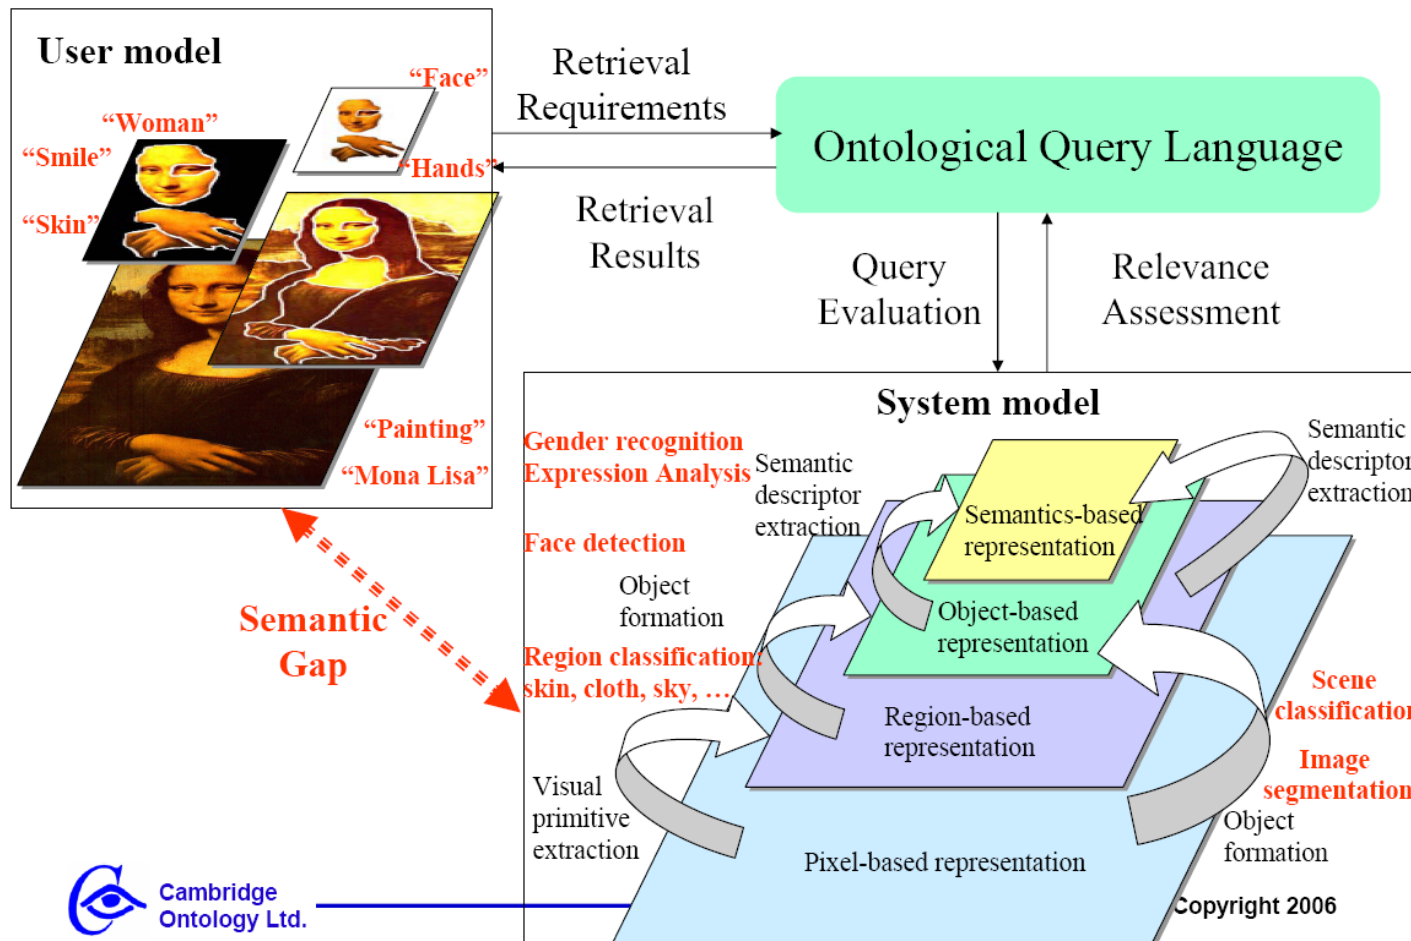 User model
“Face”
“Woman”
“Smile”
“Hands”
“Skin”
“Painting”
“Mona Lisa”
Retrieval
Requirements
Retrieval
Results
Ontological Query Language
Query
Evaluation
Relevance
Assessment
Semantic
Gap
System model
Gender recognition
Expression Analysis
Semantic
descriptor
extraction
Semantic
descriptor
extraction
Semantics-based
representation
Face detection
Object
formation
Object-based
representation
Region classification:
skin, cloth, sky, …
Region-based
representation
Scene
classification
Image
segmentation
Visual
primitive
extraction
Object
formation
Pixel-based representation
Cambridge
Ontology Ltd.
Copyright 2006